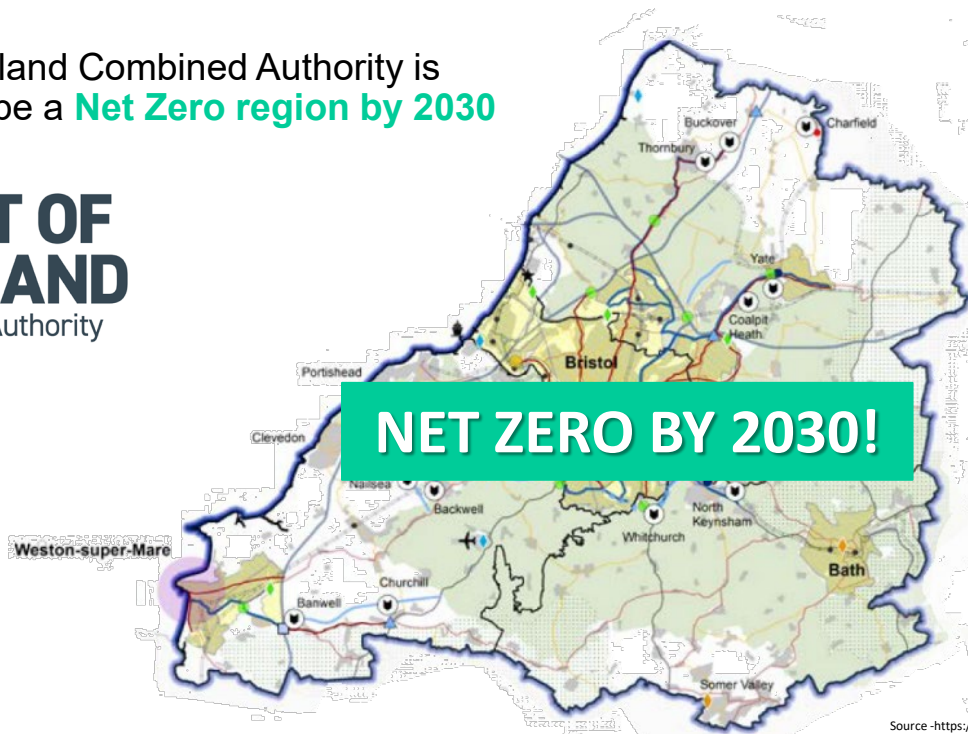 land Combined Authority is
be a Net Zero region by 2030
T OF
AND
Authority
Buckover
Charfield
Thornbury
Yate
Coalpit
Heath
Bristol
Portishead
NET ZERO BY 2030!
Clevedon
Nailsea
Backwell
North
Keynsham
Whitchurch
Weston-super-Mare
Bath
Churchill
Banwell
Somer Valley
Source -https:/